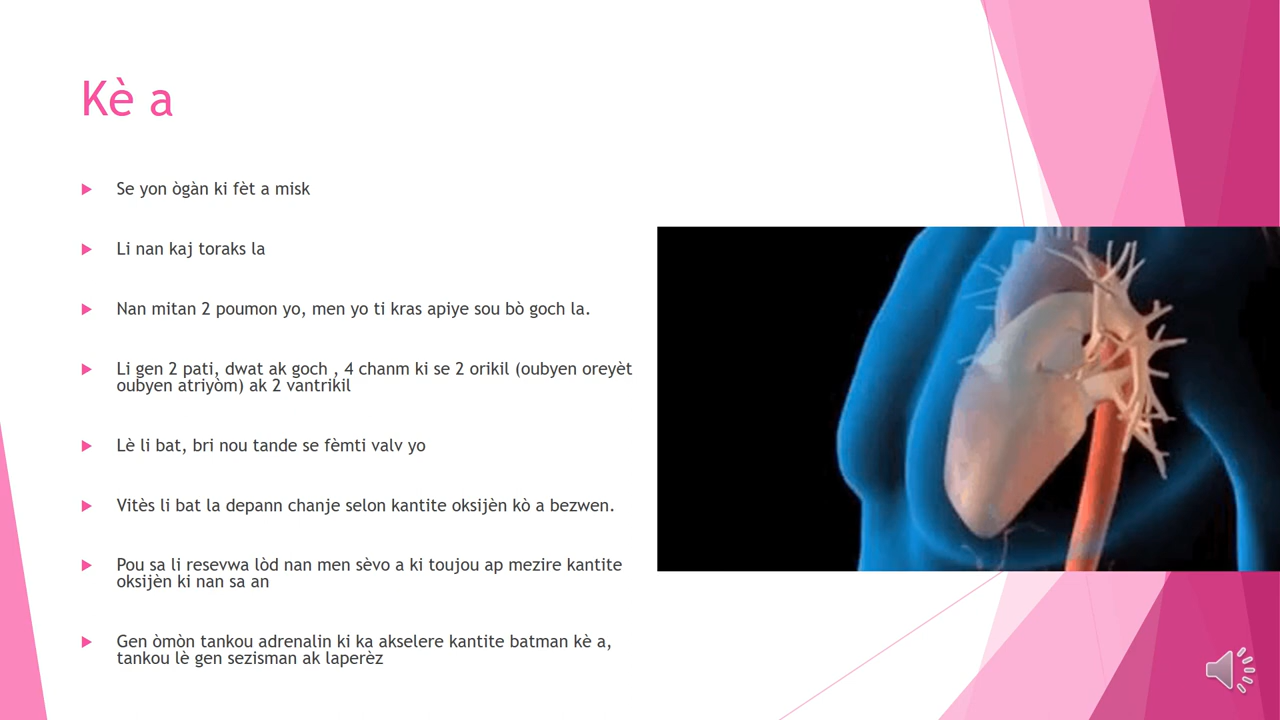 Kè a
Se yon ògàn ki fèt a misk
Li nan kaj toraks la
Nan mitan 2 poumon yo, men yo ti kras apiye sou bò goch la.
Li gen 2 pati, dwat ak goch , 4 chanm ki se 2 orikil (oubyen oreyèt
oubyen atriyòm) ak 2 vantrikil
Lè li bat, bri nou tande se fèmti valv yo
Vitès li bat la depann chanje selon kantite oksijèn kò a bezwen.
Pou sa li resevwa lòd nan men sèvo a ki toujou ap mezire kantite
oksijèn ki nan sa an
Gen òmòn tankou adrenalin ki ka akselere kantite batman kè a,
tankou lè gen sezisman ak laperèz